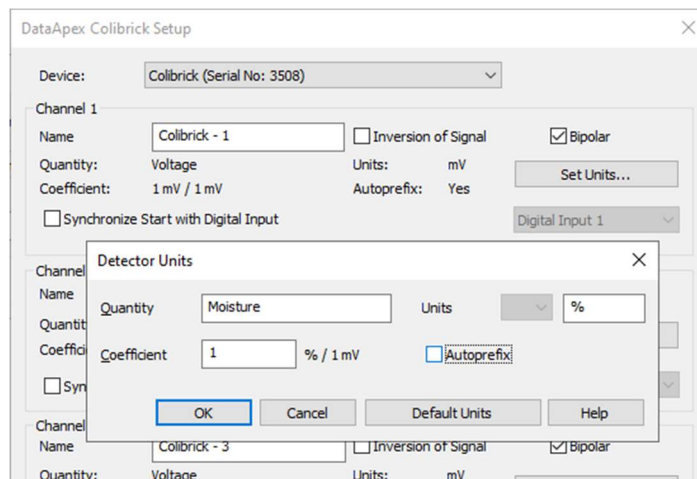 DataApex Colibrick Setup
Device: Colibrick (Serial No: 3508)
Channel 1
Name Colibrick - 1 Inversion of Signal Bipolar
Quantity: Voltage Units: mV Set Units...
Coefficient: 1 mV / 1 mV Autoprefix: Yes
Synchronize Start with Digital Input Digital Input 1
Channel
Detector Units
Name
Quantity Moisture Units %
Quantit
Coefficient 1 % / 1 mV Autoprefix
Coeffici
Syn
OK Cancel Default Units Help
Channel
Name Colibrick - 3 Inversion of Signal Bipolar
Quantity: Voltage Units: mV